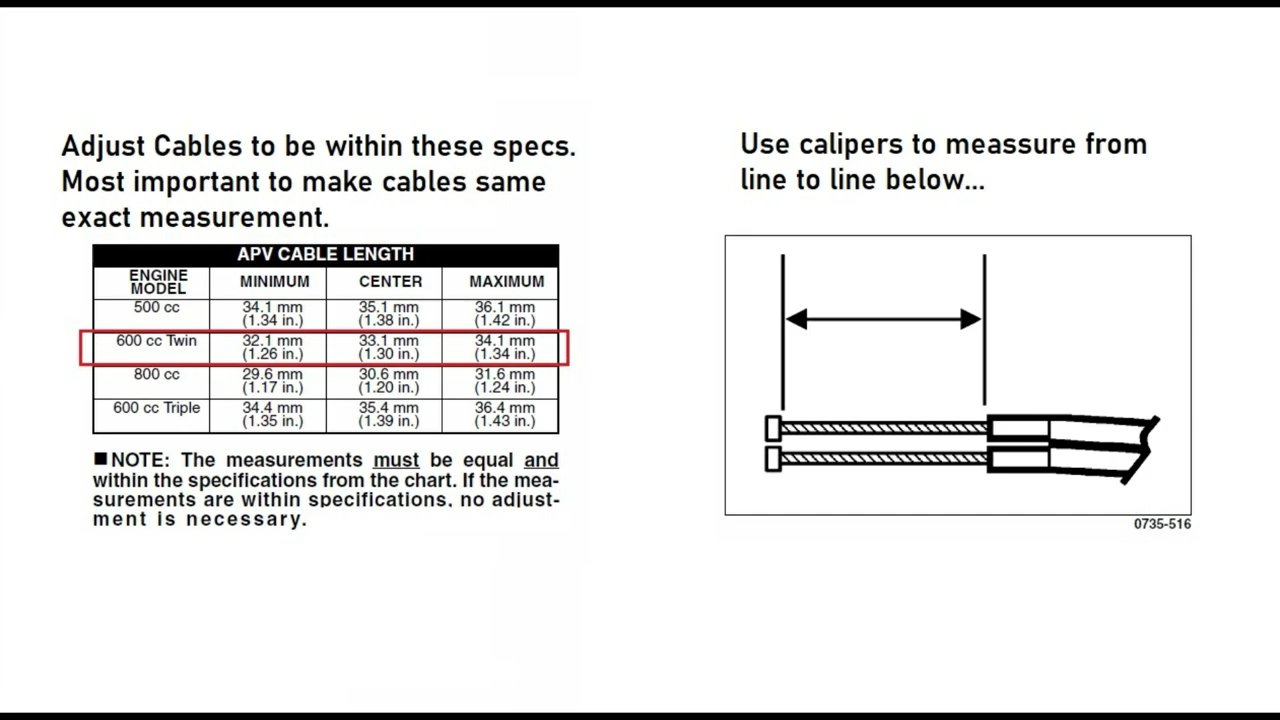 Adjust Cables to be within these specs.
Most important to make cables same
exact measurement.
APV CABLE LENGTH
ENGINE MODEL MINIMUM CENTER MAXIMUM
500 cc 34.1 mm (1.34 in.) 35.1 mm (1.38 in.) 36.1 mm (1.42 in.)
600 cc Twin 32.1 mm (1.26 in.) 33.1 mm (1.30 in.) 34.1 mm (1.34 in.)
800 cc 29.6 mm (1.17 in.) 30.6 mm (1.20 in.) 31.6 mm (1.24 in.)
600 cc Triple 34.4 mm (1.35 in.) 35.4 mm (1.39 in.) 36.4 mm (1.43 in.)
■NOTE: The measurements must be equal and
within the specifications from the chart. If the mea-
surements are within specifications, no adjust-
ment is necessary.
Use calipers to meassure from
line to line below...
0735-516